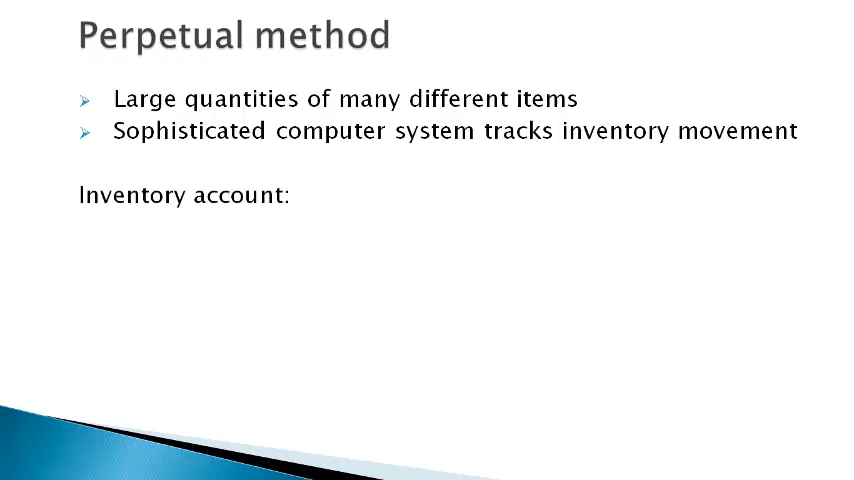 Perpetual method
Large quantities of many different items
Sophisticated computer system tracks inventory movement
Inventory account: